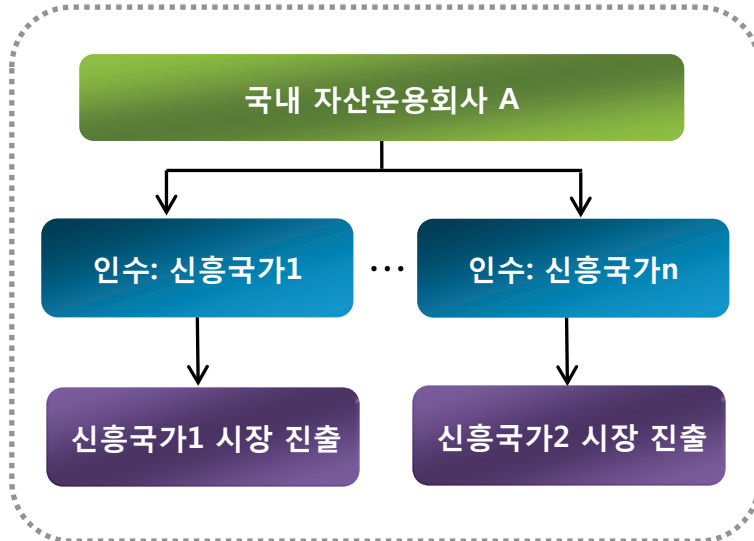 국내 자산운용회사 A
인수: 신흥국가1
...
인수: 신흥국가n
신흥국가1 시장 진출
신흥국가2 시장 진출